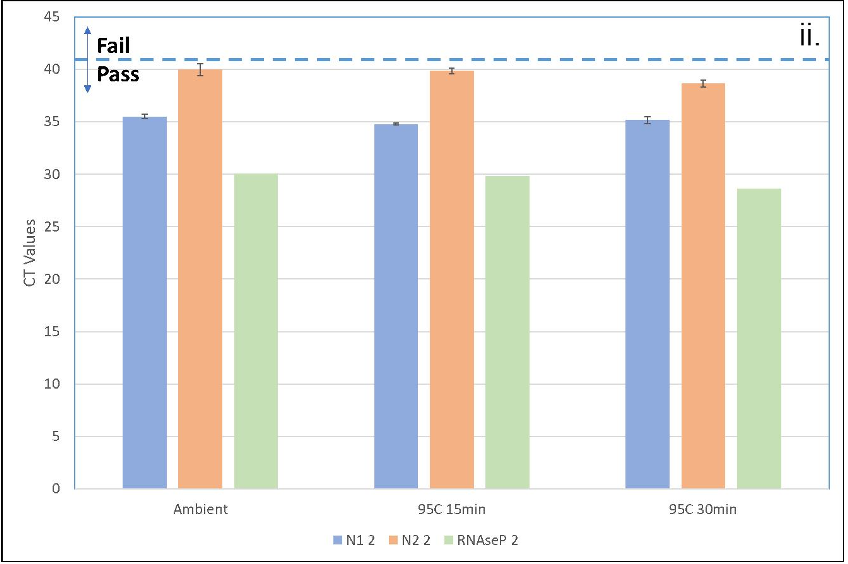 45
ii.
Fail
Pass
40
35
30
25
20
15
10
5
0
CT Values
Ambient
95C 15min
95C 30min
N1 2
N2 2
RNAseP 2